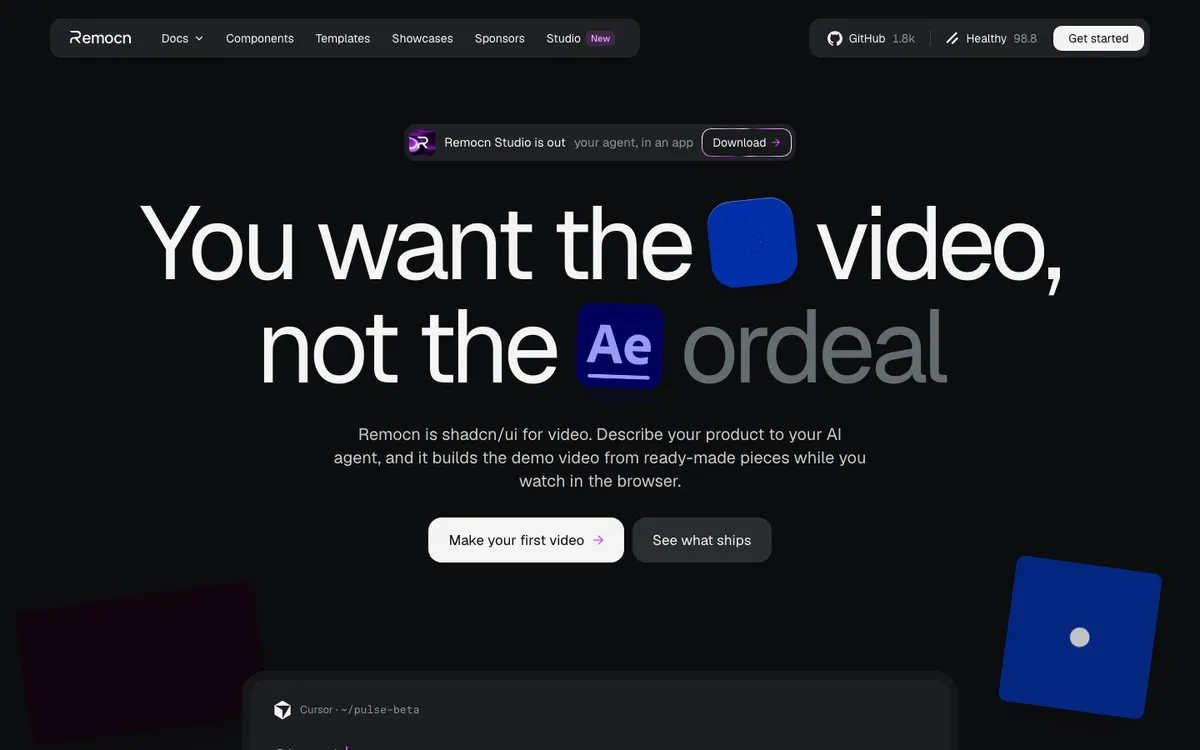 Remocn Docs Components Templates Showcases Sponsors Studio New GitHub 1.8k Healthy 98.8 Get started
Remocn Studio is out your agent, in an app Download →
You want the video,
not the Ae ordeal
Remocn is shadcn/ui for video. Describe your product to your AI
agent, and it builds the demo video from ready-made pieces while you
watch in the browser.
Make your first video → See what ships
Cursor · ~/pulse-beta